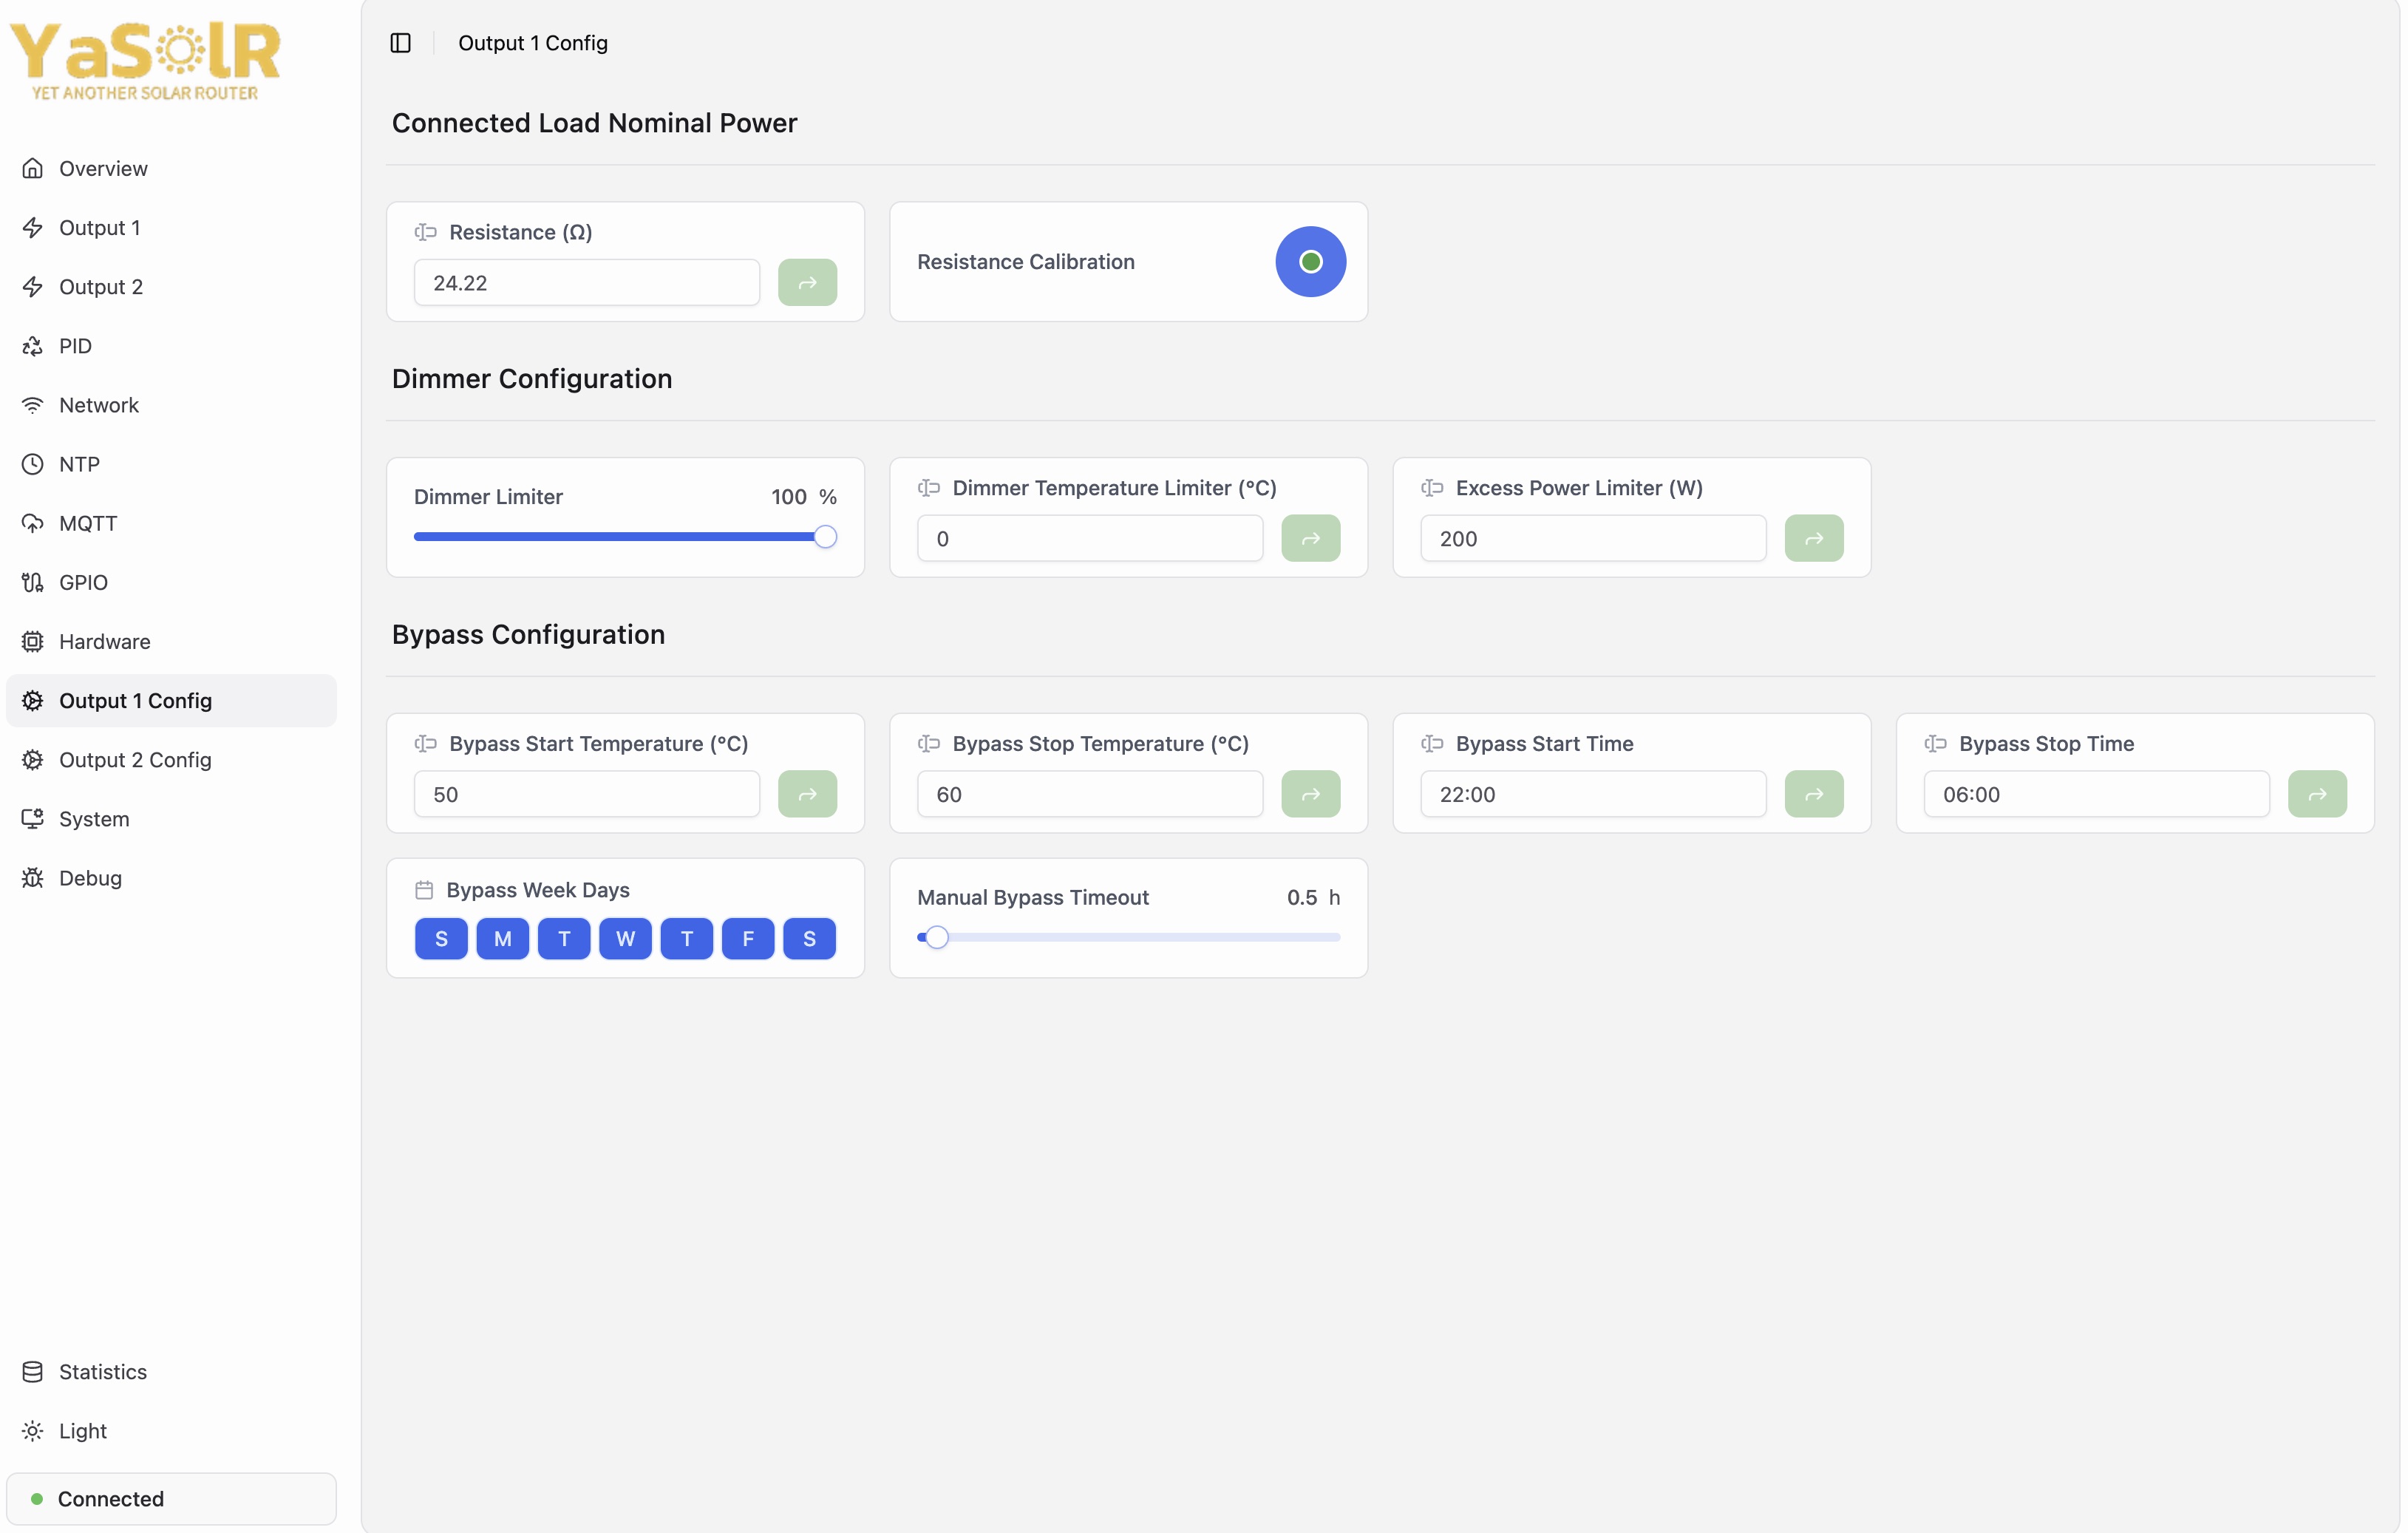 YaSolR
YET ANOTHER SOLAR ROUTER
Overview
Output 1
Output 2
PID
Network
NTP
MQTT
GPIO
Hardware
Output 1 Config
Output 2 Config
System
Debug
Statistics
Light
Connected
Output 1 Config
Connected Load Nominal Power
Resistance (Ω)
24.22
Resistance Calibration
Dimmer Configuration
Dimmer Limiter 100 %
Dimmer Temperature Limiter (°C)
0
Excess Power Limiter (W)
200
Bypass Configuration
Bypass Start Temperature (°C)
50
Bypass Stop Temperature (°C)
60
Bypass Start Time
22:00
Bypass Stop Time
06:00
Bypass Week Days
S M T W T F S
Manual Bypass Timeout 0.5 h